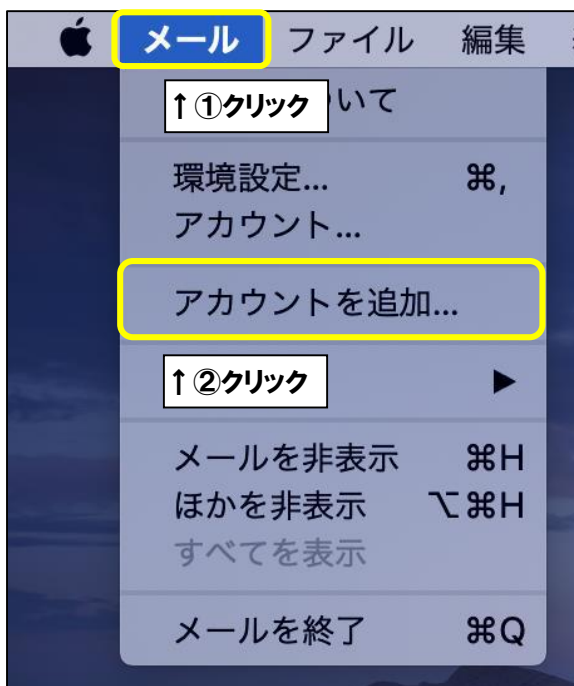 メール ファイル 編集
↑①クリック いて
環境設定... ⌘,
アカウント...
アカウントを追加...
↑②クリック ▶
メールを非表示 ⌘H
ほかを非表示 ⌥⌘H
すべてを表示
メールを終了 ⌘Q